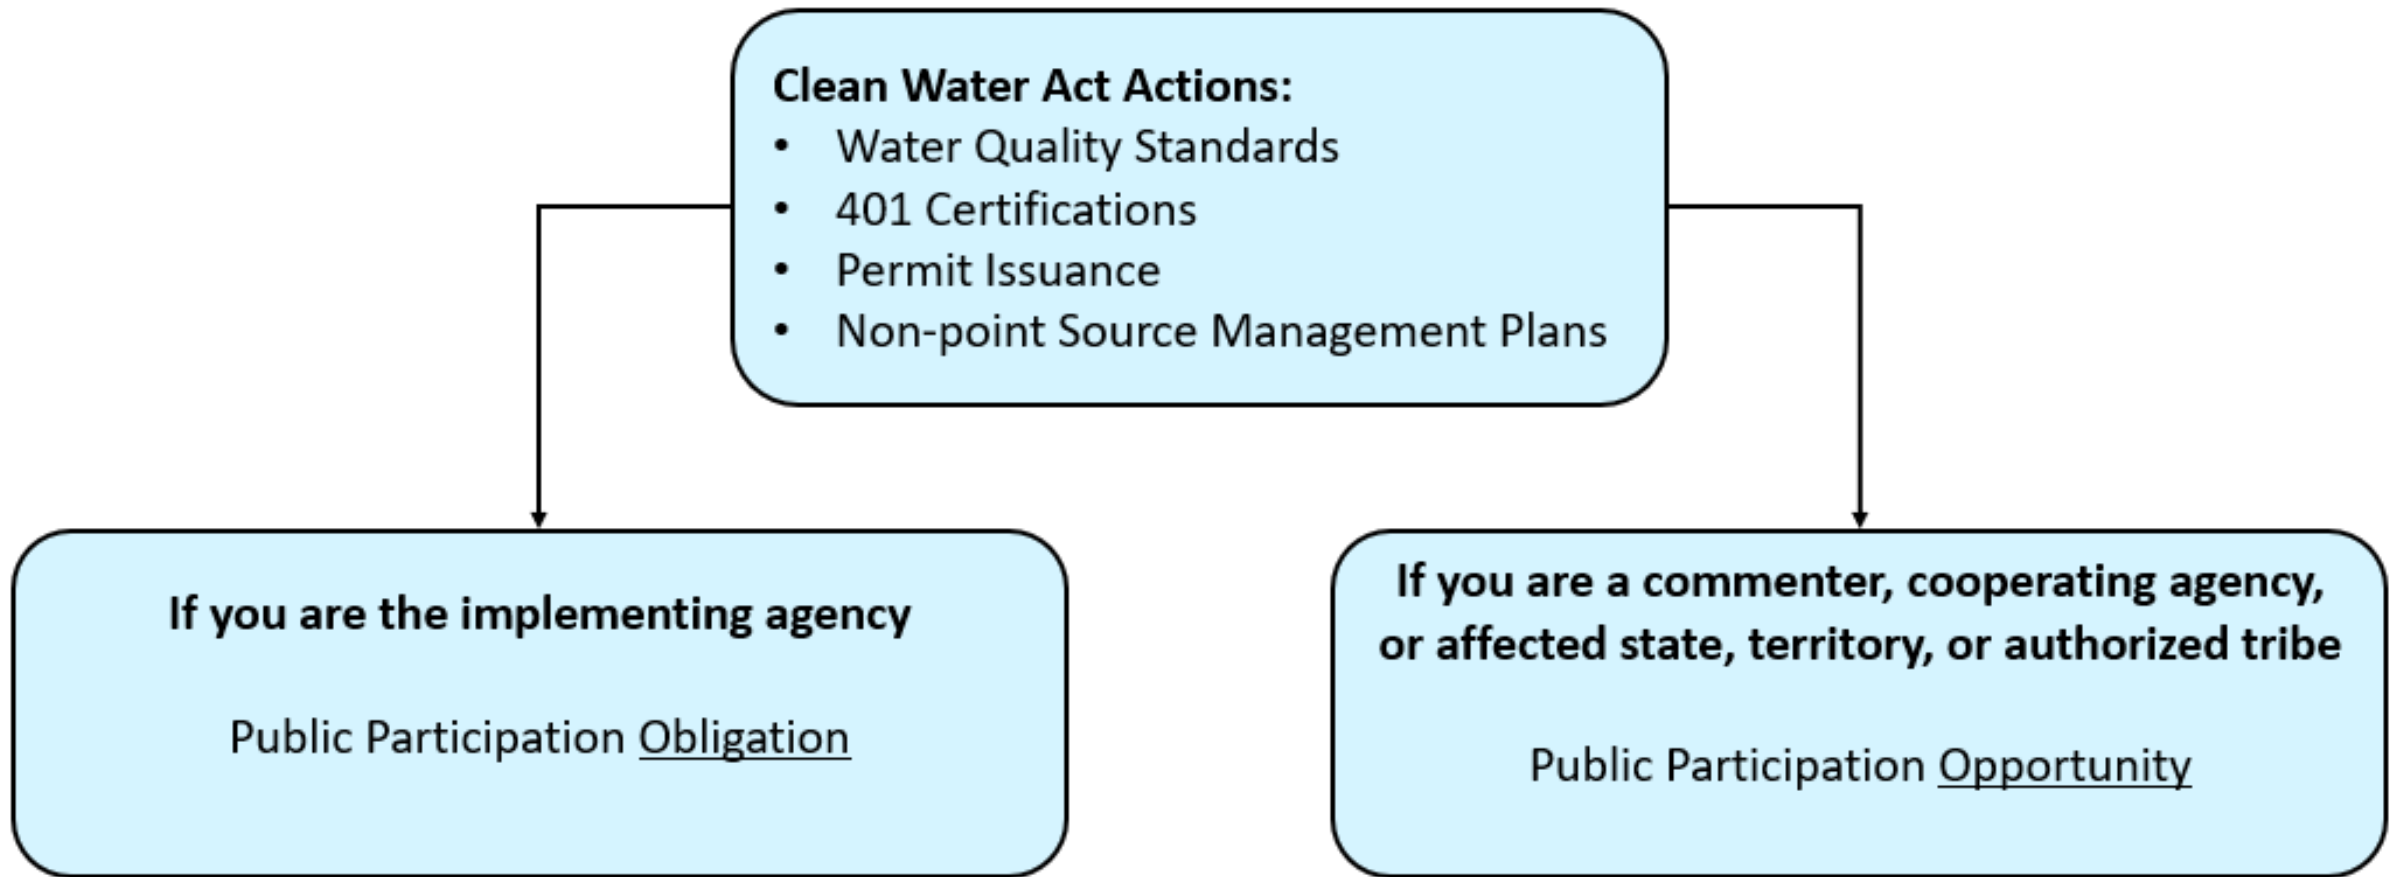 Clean Water Act Actions:
• Water Quality Standards
• 401 Certifications
• Permit Issuance
• Non-point Source Management Plans
If you are the implementing agency
Public Participation Obligation
If you are a commenter, cooperating agency,
or affected state, territory, or authorized tribe
Public Participation Opportunity